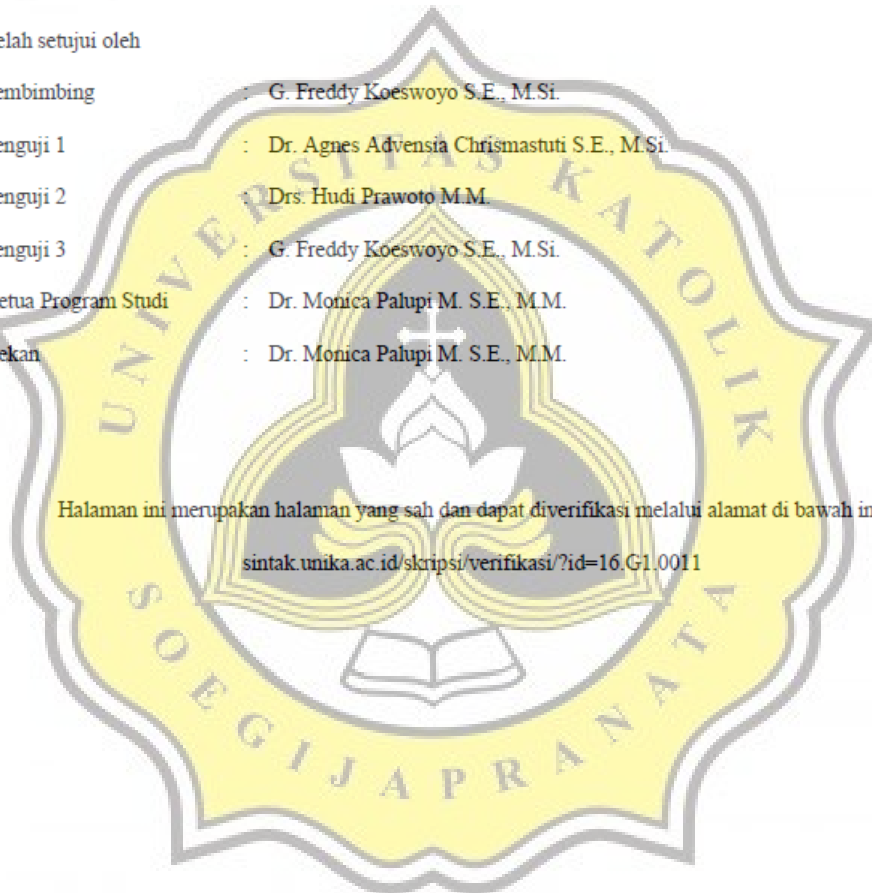 elah setujui oleh
embimbing : G. Freddy Koeswoyo S.E., M.Si.
enguji 1 : Dr. Agnes Advensia Chrismastuti S.E., M.Si.
enguji 2 : Drs. Hudi Prawoto M.M.
enguji 3 : G. Freddy Koeswoyo S.E., M.Si.
etua Program Studi : Dr. Monica Palupi M. S.E., M.M.
ekan : Dr. Monica Palupi M. S.E., M.M.
Halaman ini merupakan halaman yang sah dan dapat diverifikasi melalui alamat di bawah in
sintak.unika.ac.id/skripsi/verifikasi/?id=16.G1.0011
UNIVERSITAS KATOLIK
SOEGIJAPRANATA